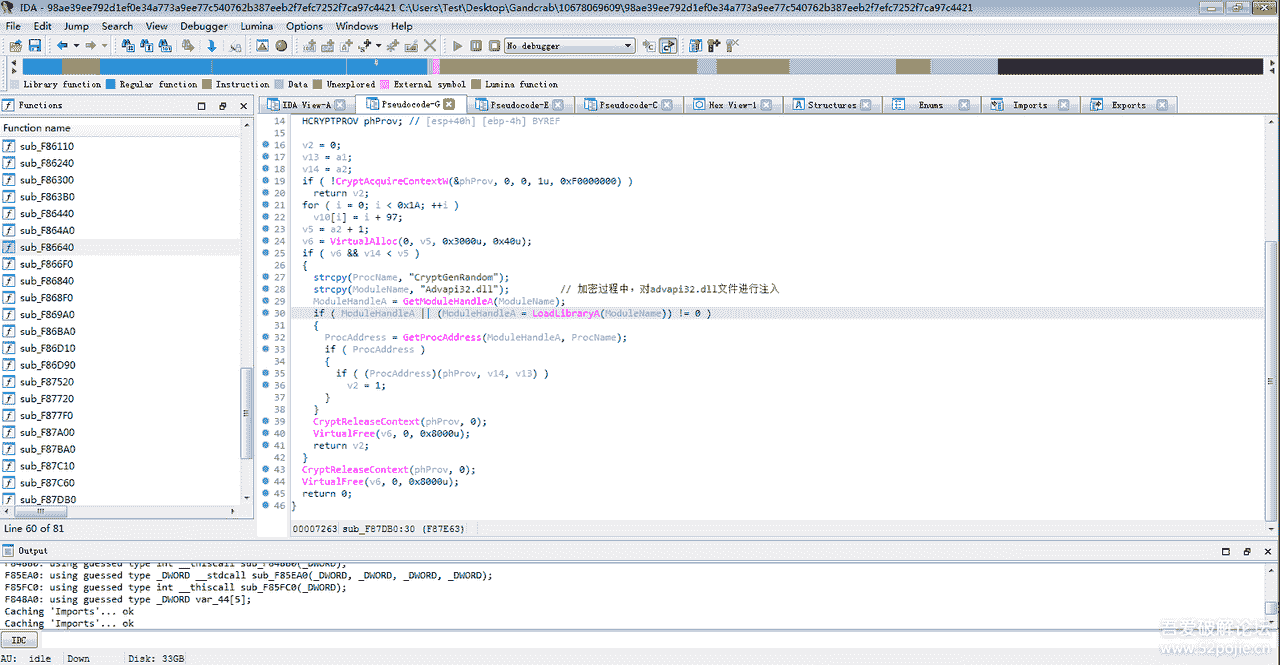 IDA - 98ae39ee792d1ef0efc34a773a9ee77c540762b387eeb2f7efc7252f7ca97c4421 C:\Users\Test\Desktop\Gandcrab\10678069609\98ae39ee792d1ef0efc34a773a9ee77c540762b387eeb2f7efc7252f7ca97c4421
File Edit Jump Search View Debugger Lumina Options Windows Help
No debugger
Library function Regular function Instruction Data Unexplored External symbol Lumina function
Functions
IDA View-A Pseudocode-G Pseudocode-E Pseudocode-C Hex View-1 Structures Enums Imports Exports
Function name
sub_F86110
sub_F86240
sub_F86300
sub_F863B0
sub_F86440
sub_F864A0
sub_F86640
sub_F866F0
sub_F86840
sub_F868F0
sub_F869A0
sub_F86BA0
sub_F86D10
sub_F86D90
sub_F87520
sub_F87720
sub_F877F0
sub_F87A00
sub_F87BA0
sub_F87C10
sub_F87C60
sub_F87DB0
Line 60 of 81
14 HCRYPTPROV phProv; // [esp+40h] [ebp-4h] BYREF
15
16 v2 = 0;
17 v13 = a1;
18 v14 = a2;
19 if ( !CryptAcquireContextW(&phProv, 0, 0, 1u, 0xF0000000) )
20 return v2;
21 for ( i = 0; i < 0x1A; ++i )
22 v10[i] = i + 97;
23 v5 = a2 + 1;
24 v6 = VirtualAlloc(0, v5, 0x3000u, 0x40u);
25 if ( v6 && v14 < v5 )
26 {
27 strcpy(ProcName, "CryptGenRandom");
28 strcpy(ModuleName, "Advapi32.dll"); // 加密过程中，对advapi32.dll文件进行注入
29 ModuleHandleA = GetModuleHandleA(ModuleName);
30 if ( ModuleHandleA || (ModuleHandleA = LoadLibraryA(ModuleName)) != 0 )
31 {
32 ProcAddress = GetProcAddress(ModuleHandleA, ProcName);
33 if ( ProcAddress )
34 {
35 if ( (ProcAddress)(phProv, v14, v13) )
36 v2 = 1;
37 }
38 }
39 CryptReleaseContext(phProv, 0);
40 VirtualFree(v6, 0, 0x8000u);
41 return v2;
42 }
43 CryptReleaseContext(phProv, 0);
44 VirtualFree(v6, 0, 0x8000u);
45 return 0;
46 }
00007263 sub_F87DB0:30 (F87E63)
Output
F84BB0: using guessed type int __thiscall sub_F84BB0(_DWORD);
F85EA0: using guessed type _DWORD __stdcall sub_F85EA0(_DWORD, _DWORD, _DWORD, _DWORD);
F85FC0: using guessed type int __thiscall sub_F85FC0(_DWORD);
F848A0: using guessed type _DWORD var_44[5];
Caching 'Imports'... ok
Caching 'Imports'... ok
IDC
AU: idle Down Disk: 33GB
吾爱破解论坛
www.52pojie.cn